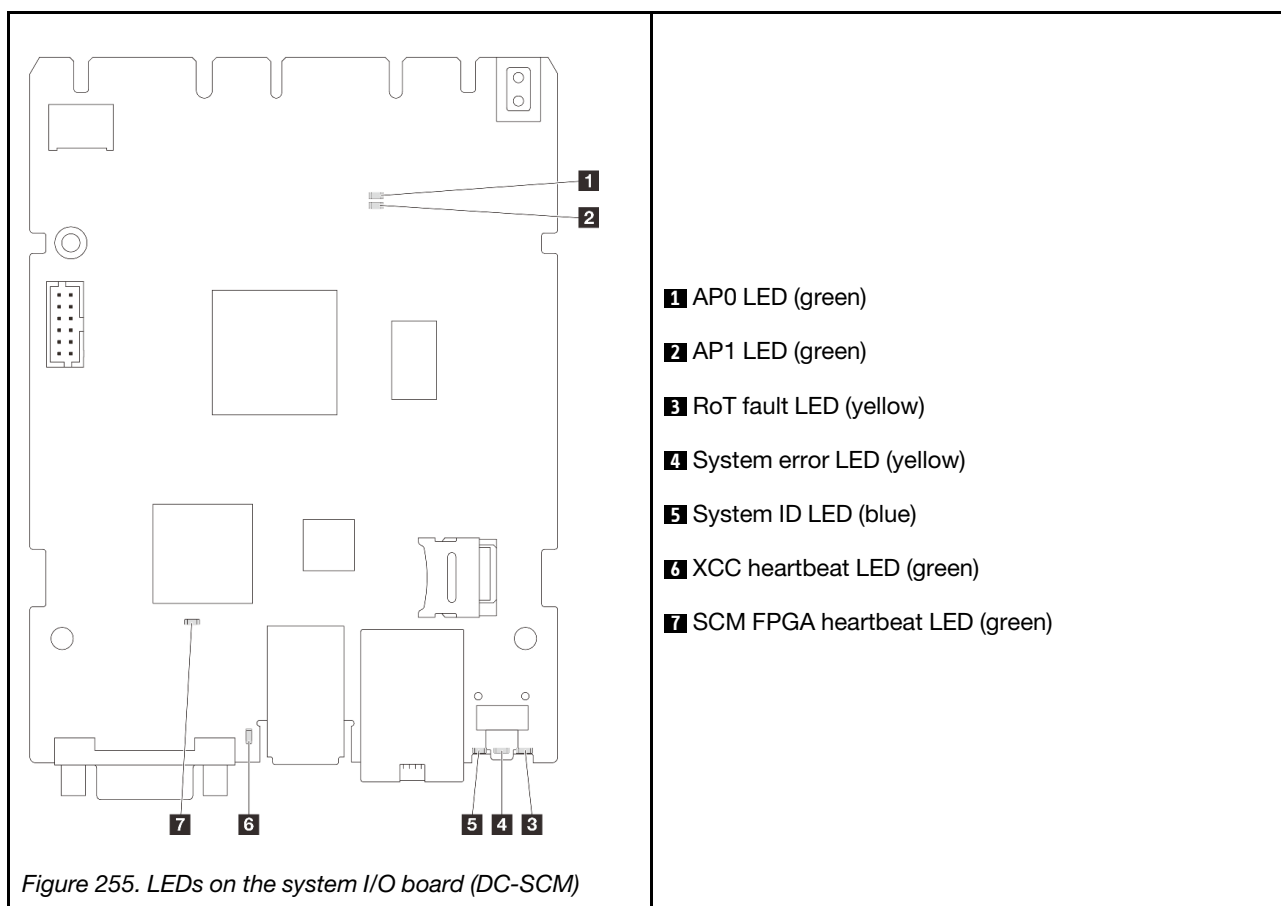 1
2
7
6
5
4
3
Figure 255. LEDs on the system I/O board (DC-SCM)
1 AP0 LED (green)
2 AP1 LED (green)
3 RoT fault LED (yellow)
4 System error LED (yellow)
5 System ID LED (blue)
6 XCC heartbeat LED (green)
7 SCM FPGA heartbeat LED (green)